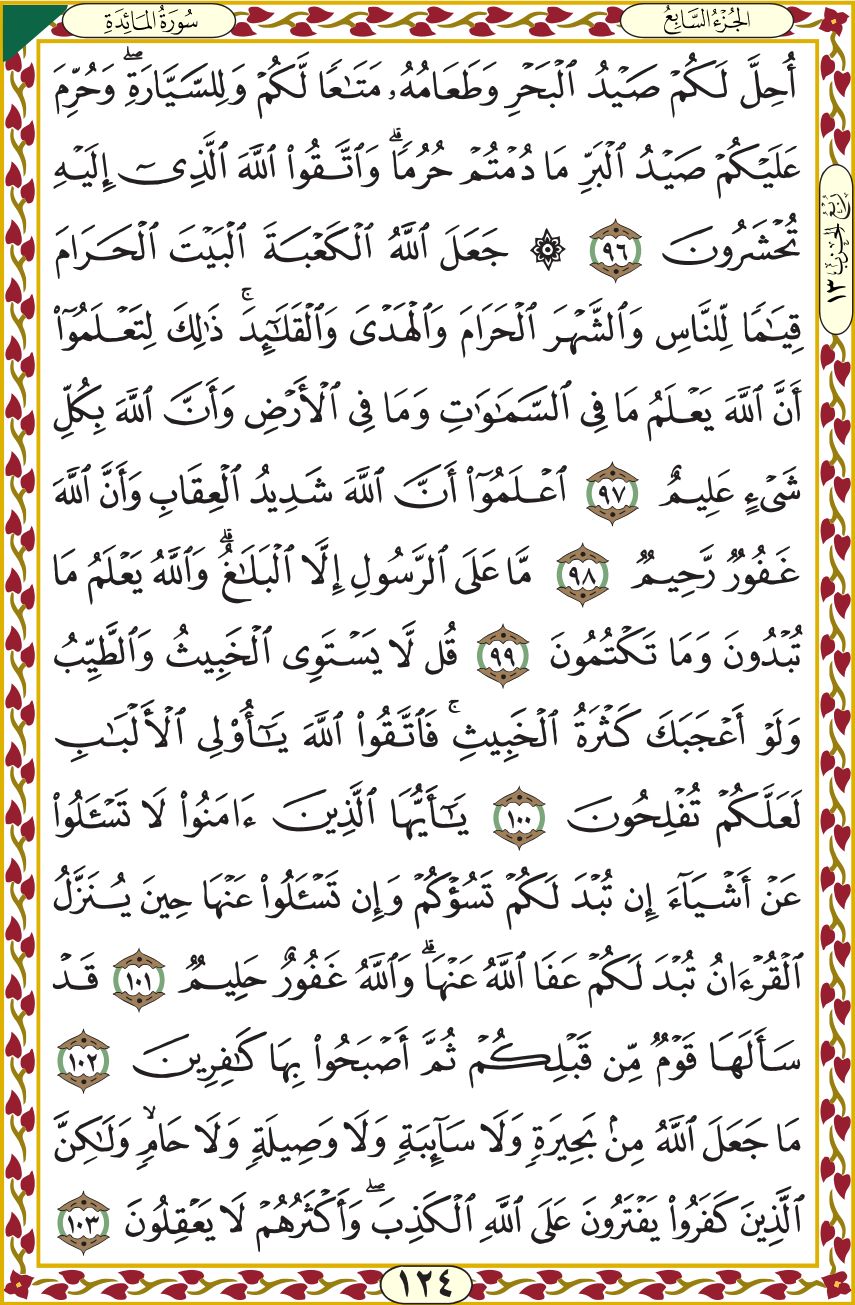 الجُزْءُ السَّابِعُ
سُورَةُ المَائِدَةِ
أُحِلَّ لَكُمۡ صَيۡدُ ٱلۡبَحۡرِ وَطَعَامُهُۥ مَتَٰعٗا لَّكُمۡ وَلِلسَّيَّارَةِۖ وَحُرِّمَ
عَلَيۡكُمۡ صَيۡدُ ٱلۡبَرِّ مَا دُمۡتُمۡ حُرُمٗاۗ وَٱتَّقُواْ ٱللَّهَ ٱلَّذِيٓ إِلَيۡهِ
تُحۡشَرُونَ ٩٦ ۞ جَعَلَ ٱللَّهُ ٱلۡكَعۡبَةَ ٱلۡبَيۡتَ ٱلۡحَرَامَ
قِيَٰمٗا لِّلنَّاسِ وَٱلشَّهۡرَ ٱلۡحَرَامَ وَٱلۡهَدۡيَ وَٱلۡقَلَٰٓئِدَۚ ذَٰلِكَ لِتَعۡلَمُوٓاْ
أَنَّ ٱللَّهَ يَعۡلَمُ مَا فِي ٱلسَّمَٰوَٰتِ وَمَا فِي ٱلۡأَرۡضِ وَأَنَّ ٱللَّهَ بِكُلِّ
شَيۡءٍ عَلِيمٌ ٩٧ ٱعۡلَمُوٓاْ أَنَّ ٱللَّهَ شَدِيدُ ٱلۡعِقَابِ وَأَنَّ ٱللَّهَ
غَفُورٞ رَّحِيمٞ ٩٨ مَّا عَلَى ٱلرَّسُولِ إِلَّا ٱلۡبَلَٰغُۗ وَٱللَّهُ يَعۡلَمُ مَا
تُبۡدُونَ وَمَا تَكۡتُمُونَ ٩٩ قُل لَّا يَسۡتَوِي ٱلۡخَبِيثُ وَٱلطَّيِّبُ
وَلَوۡ أَعۡجَبَكَ كَثۡرَةُ ٱلۡخَبِيثِۚ فَٱتَّقُواْ ٱللَّهَ يَٰٓأُوْلِي ٱلۡأَلۡبَٰبِ
لَعَلَّكُمۡ تُفۡلِحُونَ ١٠٠ يَٰٓأَيُّهَا ٱلَّذِينَ ءَامَنُواْ لَا تَسۡـَٔلُواْ
عَنۡ أَشۡيَآءَ إِن تُبۡدَ لَكُمۡ تَسُؤۡكُمۡ وَإِن تَسۡـَٔلُواْ عَنۡهَا حِينَ يُنَزَّلُ
ٱلۡقُرۡءَانُ تُبۡدَ لَكُمۡ عَفَا ٱللَّهُ عَنۡهَاۗ وَٱللَّهُ غَفُورٌ حَلِيمٞ ١٠١ قَدۡ
سَأَلَهَا قَوۡمٞ مِّن قَبۡلِكُمۡ ثُمَّ أَصۡبَحُواْ بِهَا كَٰفِرِينَ ١٠٢
مَا جَعَلَ ٱللَّهُ مِنۢ بَحِيرَةٖ وَلَا سَآئِبَةٖ وَلَا وَصِيلَةٖ وَلَا حَامٖۙ وَلَٰكِنَّ
ٱلَّذِينَ كَفَرُواْ يَفۡتَرُونَ عَلَى ٱللَّهِ ٱلۡكَذِبَۖ وَأَكۡثَرُهُمۡ لَا يَعۡقِلُونَ ١٠٣
رُبْعُ الحِزْبِ ١٣
١٢٤